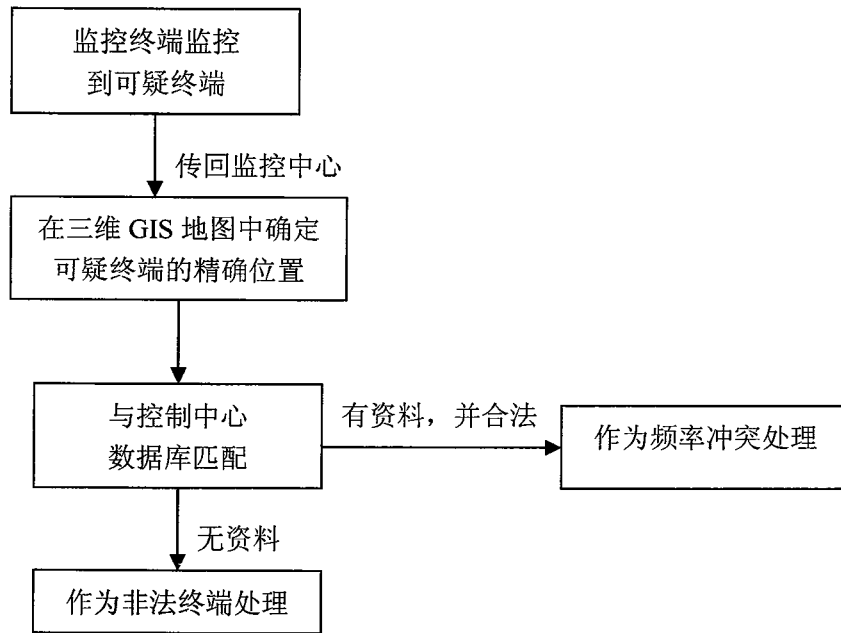 监控终端监控
到可疑终端
传回监控中心
在三维 GIS 地图中确定
可疑终端的精确位置
与控制中心
数据库匹配
有资料，并合法
作为频率冲突处理
无资料
作为非法终端处理